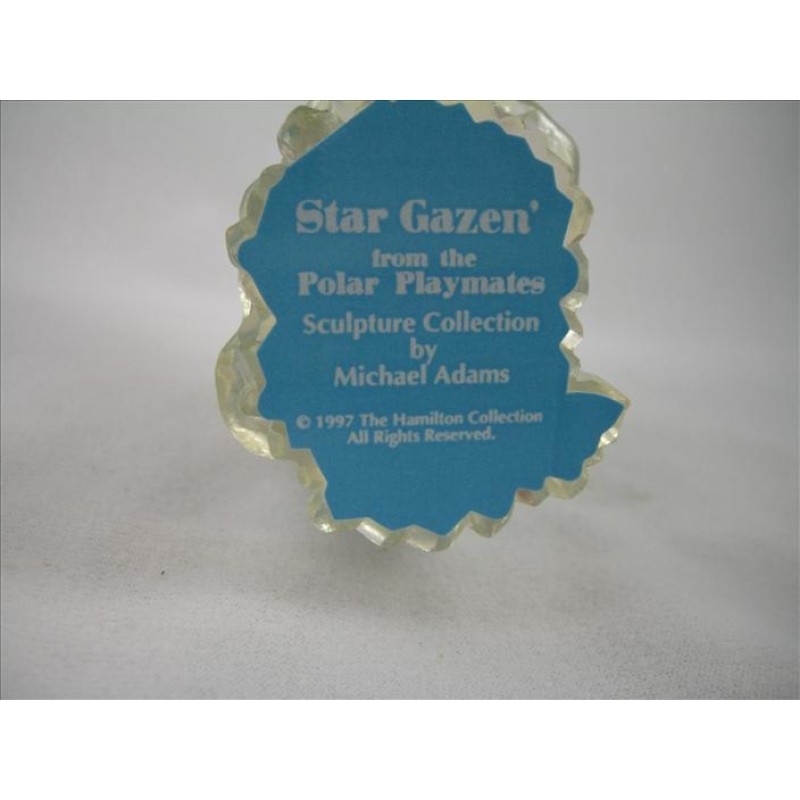 Star Gazen'
from the
Polar Playmates
Sculpture Collection
by
Michael Adams
© 1997 The Hamilton Collection
All Rights Reserved.